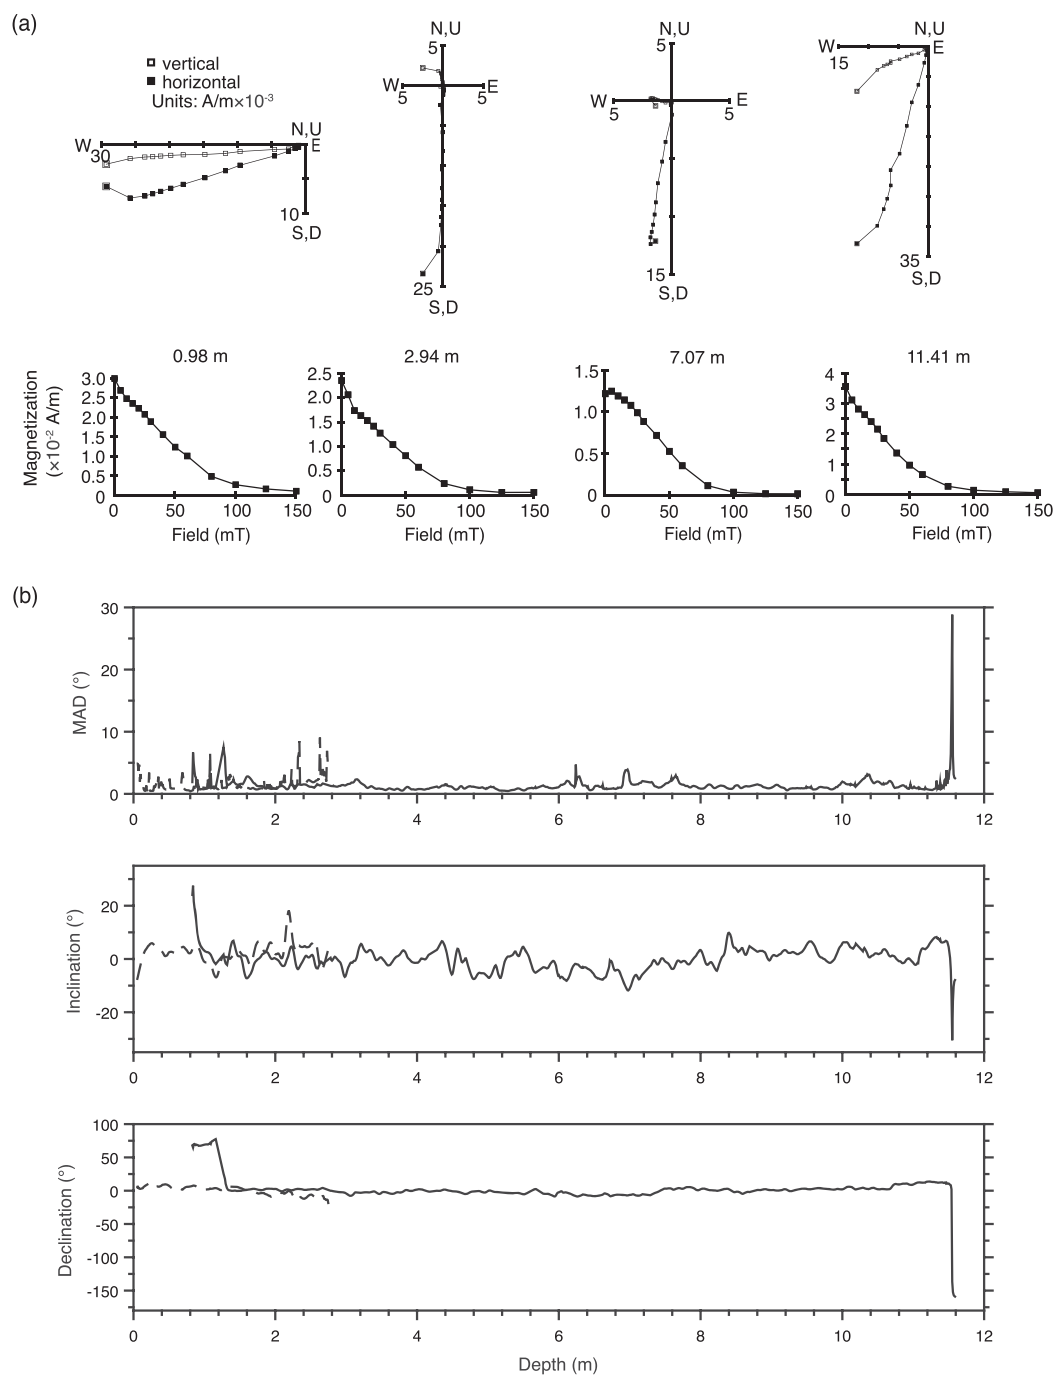 (a)
vertical
horizontal
Units: A/m×10-3
W
30
N,U
E
10
S,D
N,U
5
W
5
E
5
25
S,D
N,U
5
W
5
E
5
15
S,D
N,U
W
15
E
35
S,D
Magnetization
(×10-2 A/m)
0.98 m
3.0
2.5
2.0
1.5
1.0
0.5
0
0 50 100 150
Field (mT)
2.94 m
2.5
2.0
1.5
1.0
0.5
0
0 50 100 150
Field (mT)
7.07 m
1.5
1.0
0.5
0
0 50 100 150
Field (mT)
11.41 m
4
3
2
1
0
0 50 100 150
Field (mT)
(b)
MAD (°)
30
20
10
0
0 2 4 6 8 10 12
Inclination (°)
20
0
-20
0 2 4 6 8 10 12
Declination (°)
100
50
0
-50
-100
-150
0 2 4 6 8 10 12
Depth (m)